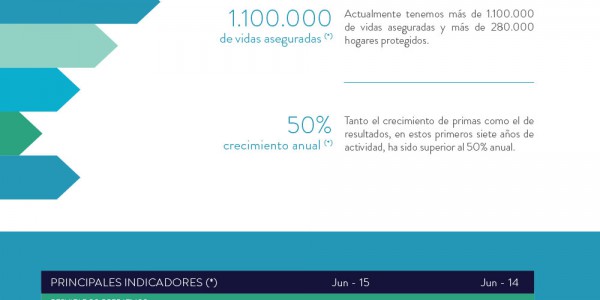 1.100.000
de vidas aseguradas (*)
Actualmente tenemos más de 1.100.000
de vidas aseguradas y más de 280.000
hogares protegidos.
50%
crecimiento anual (*)
Tanto el crecimiento de primas como el de
resultados, en estos primeros siete años de
actividad, ha sido superior al 50% anual.
PRINCIPALES INDICADORES (*) Jun - 15 Jun - 14